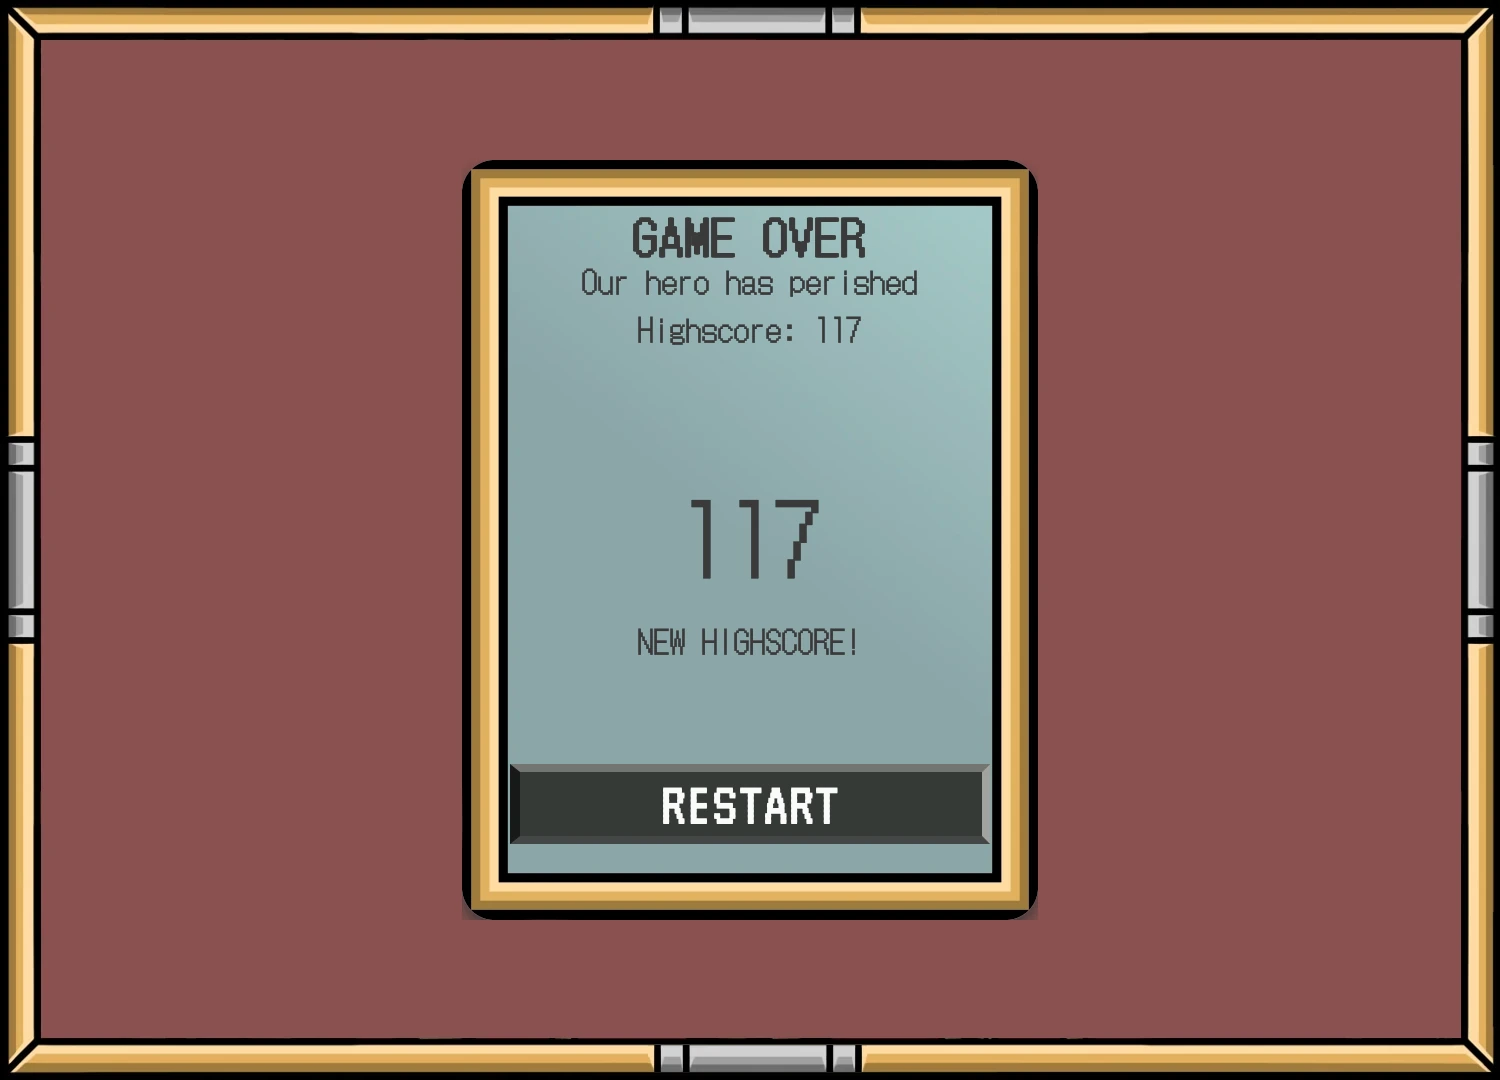 GAME OVER
Our hero has perished
Highscore: 117
117
NEW HIGHSCORE!
RESTART